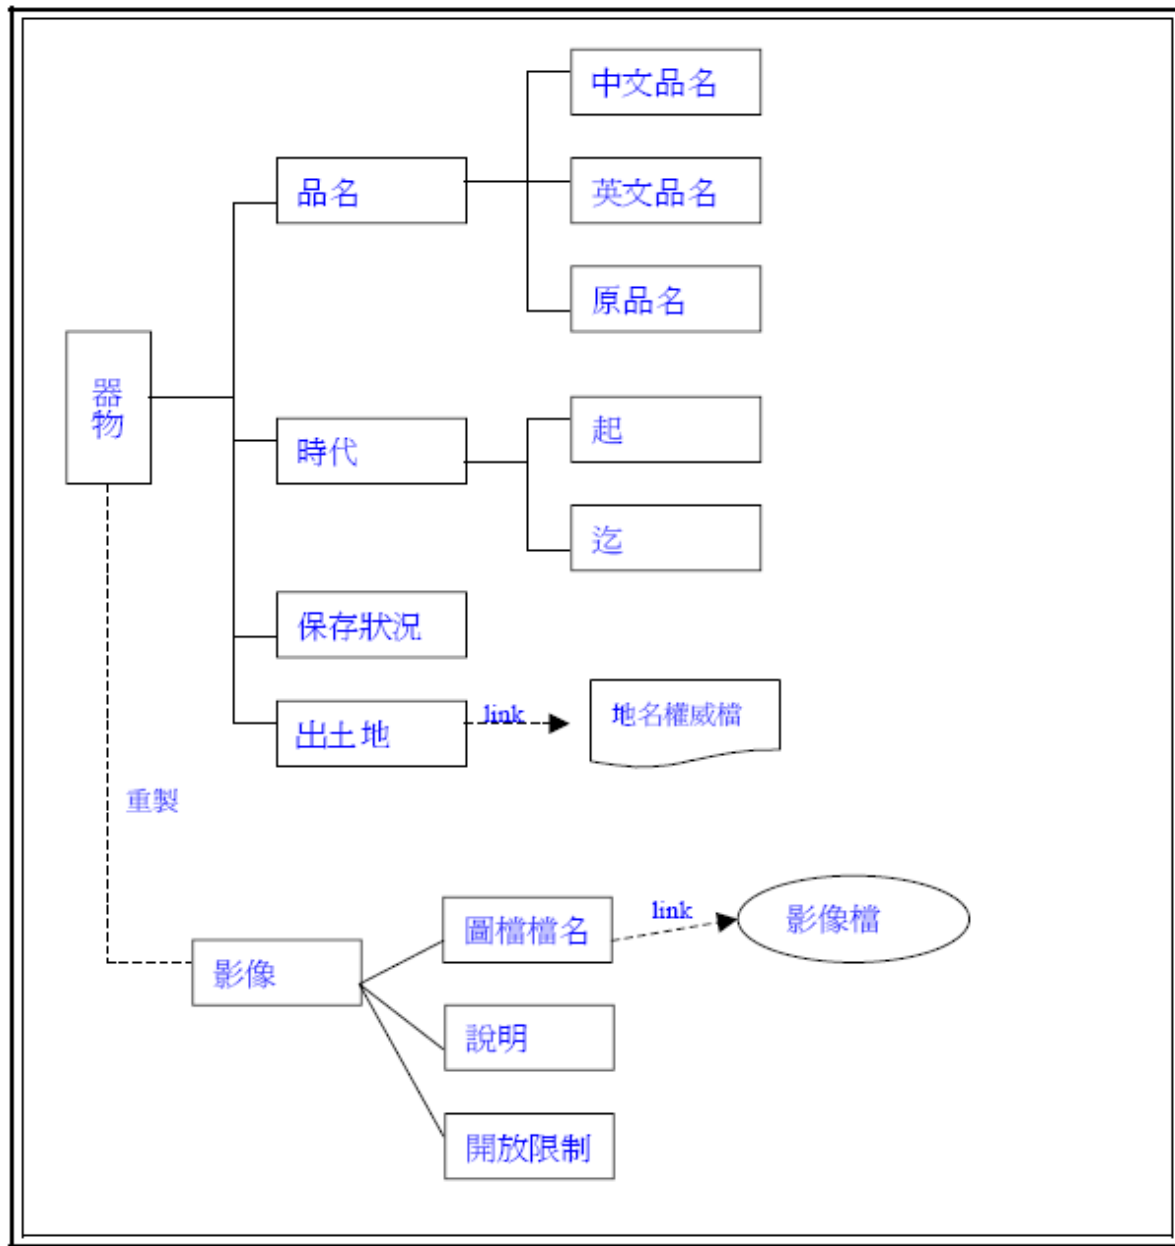 中文品名
品名
英文品名
原品名
器
物
起
時代
迄
保存狀況
出土地
link
地名權威檔
重製
圖檔檔名
link
影像檔
影像
說明
開放限制